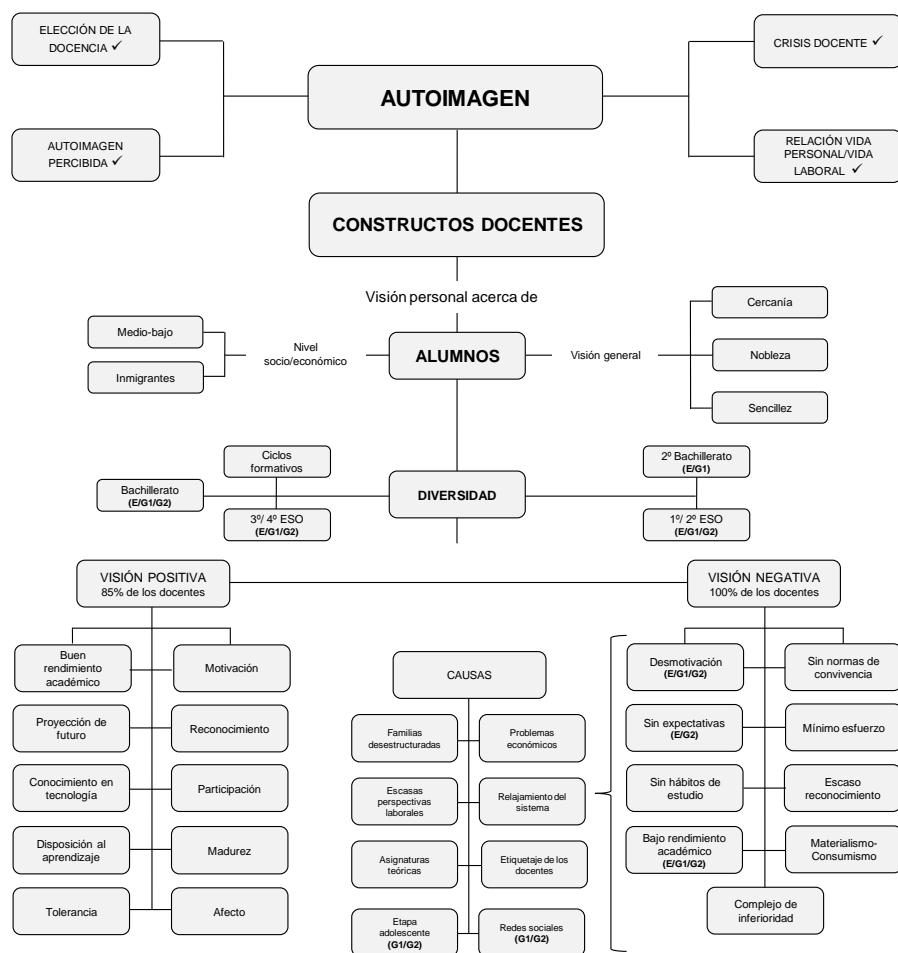 ELECCIÓN DE LA
DOCENCIA ✓
CRISIS DOCENTE ✓
AUTOIMAGEN
AUTOIMAGEN
PERCIBIDA ✓
RELACIÓN VIDA
PERSONAL/VIDA
LABORAL ✓
CONSTRUCTOS DOCENTES
Visión personal acerca de
Medio-bajo
Inmigrantes
Nivel
socio/económico
ALUMNOS
Visión general
Cercanía
Nobleza
Sencillez
Ciclos
formativos
Bachillerato
(E/G1/G2)
3º/ 4º ESO
(E/G1/G2)
DIVERSIDAD
2º Bachillerato
(E/G1)
1º/ 2º ESO
(E/G1/G2)
VISIÓN POSITIVA
85% de los docentes
VISIÓN NEGATIVA
100% de los docentes
Buen
rendimiento
académico
Motivación
Proyección de
futuro
Reconocimiento
Conocimiento en
tecnología
Participación
Disposición al
aprendizaje
Madurez
Tolerancia
Afecto
CAUSAS
Familias
desestructuradas
Problemas
económicos
Escasas
perspectivas
laborales
Relajamiento del
sistema
Asignaturas
teóricas
Etiquetaje de los
docentes
Etapa
adolescente
(G1/G2)
Redes sociales
(G1/G2)
Desmotivación
(E/G1/G2)
Sin normas de
convivencia
Sin expectativas
(E/G2)
Mínimo esfuerzo
Sin hábitos de
estudio
Escaso
reconocimiento
Bajo rendimiento
académico
(E/G1/G2)
Materialismo-
Consumismo
Complejo de
inferioridad